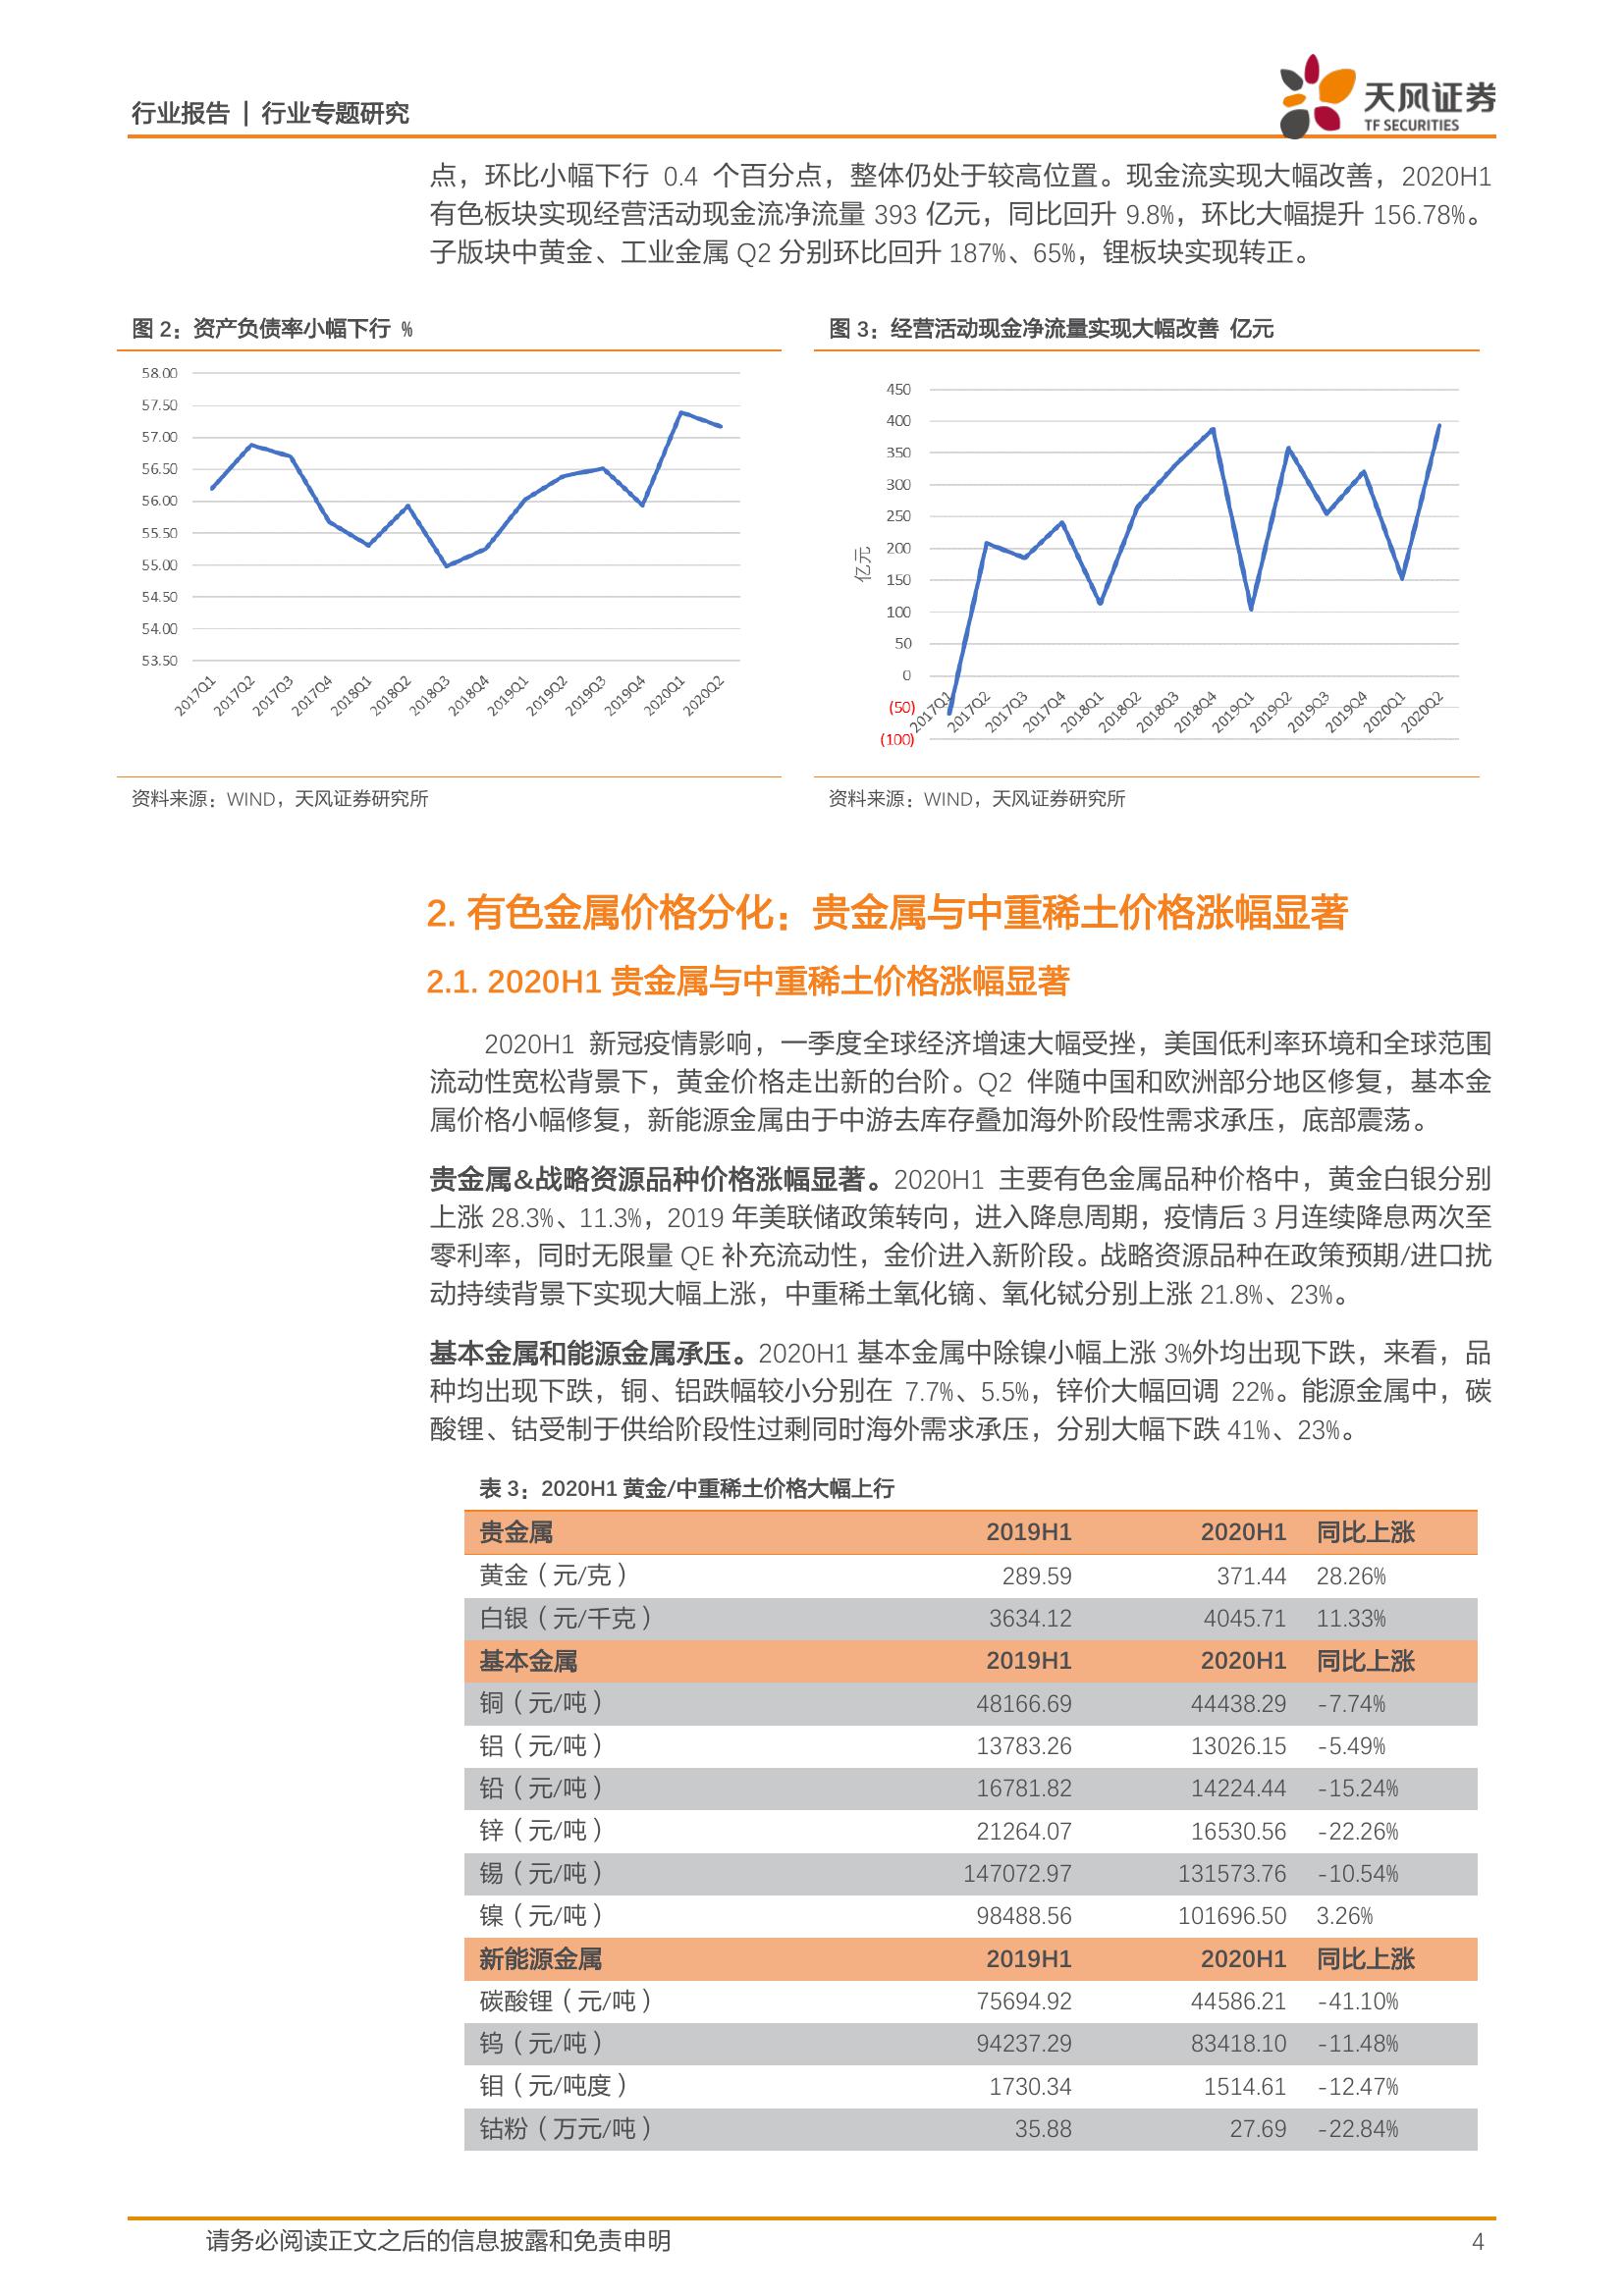 行业报告 | 行业专题研究
天风证券
TF SECURITIES
点，环比小幅下行 0.4 个百分点，整体仍处于较高位置。现金流实现大幅改善，2020H1
有色板块实现经营活动现金流净流量 393 亿元，同比回升 9.8%，环比大幅提升 156.78%。
子版块中黄金、工业金属 Q2 分别环比回升 187%、65%，锂板块实现转正。
图 2：资产负债率小幅下行 %
58.00
57.50
57.00
56.50
56.00
55.50
55.00
54.50
54.00
53.50
2017Q1 2017Q2 2017Q3 2017Q4 2018Q1 2018Q2 2018Q3 2018Q4 2019Q1 2019Q2 2019Q3 2019Q4 2020Q1 2020Q2
资料来源：WIND，天风证券研究所
图 3：经营活动现金净流量实现大幅改善 亿元
亿元
450
400
350
300
250
200
150
100
50
0
(50)
(100)
2017Q1 2017Q2 2017Q3 2017Q4 2018Q1 2018Q2 2018Q3 2018Q4 2019Q1 2019Q2 2019Q3 2019Q4 2020Q1 2020Q2
资料来源：WIND，天风证券研究所
2. 有色金属价格分化：贵金属与中重稀土价格涨幅显著
2.1. 2020H1 贵金属与中重稀土价格涨幅显著
2020H1 新冠疫情影响，一季度全球经济增速大幅受挫，美国低利率环境和全球范围
流动性宽松背景下，黄金价格走出新的台阶。Q2 伴随中国和欧洲部分地区修复，基本金
属价格小幅修复，新能源金属由于中游去库存叠加海外阶段性需求承压，底部震荡。
贵金属&战略资源品种价格涨幅显著。2020H1 主要有色金属品种价格中，黄金白银分别
上涨 28.3%、11.3%，2019 年美联储政策转向，进入降息周期，疫情后 3 月连续降息两次至
零利率，同时无限量 QE 补充流动性，金价进入新阶段。战略资源品种在政策预期/进口扰
动持续背景下实现大幅上涨，中重稀土氧化镝、氧化铽分别上涨 21.8%、23%。
基本金属和能源金属承压。2020H1 基本金属中除镍小幅上涨 3%外均出现下跌，来看，品
种均出现下跌，铜、铝跌幅较小分别在 7.7%、5.5%，锌价大幅回调 22%。能源金属中，碳
酸锂、钴受制于供给阶段性过剩同时海外需求承压，分别大幅下跌 41%、23%。
表 3：2020H1 黄金/中重稀土价格大幅上行
贵金属 2019H1 2020H1 同比上涨
黄金（元/克） 289.59 371.44 28.26%
白银（元/千克） 3634.12 4045.71 11.33%
基本金属 2019H1 2020H1 同比上涨
铜（元/吨） 48166.69 44438.29 -7.74%
铝（元/吨） 13783.26 13026.15 -5.49%
铅（元/吨） 16781.82 14224.44 -15.24%
锌（元/吨） 21264.07 16530.56 -22.26%
锡（元/吨） 147072.97 131573.76 -10.54%
镍（元/吨） 98488.56 101696.50 3.26%
新能源金属 2019H1 2020H1 同比上涨
碳酸锂（元/吨） 75694.92 44586.21 -41.10%
钨（元/吨） 94237.29 83418.10 -11.48%
钼（元/吨度） 1730.34 1514.61 -12.47%
钴粉（万元/吨） 35.88 27.69 -22.84%
请务必阅读正文之后的信息披露和免责申明 4